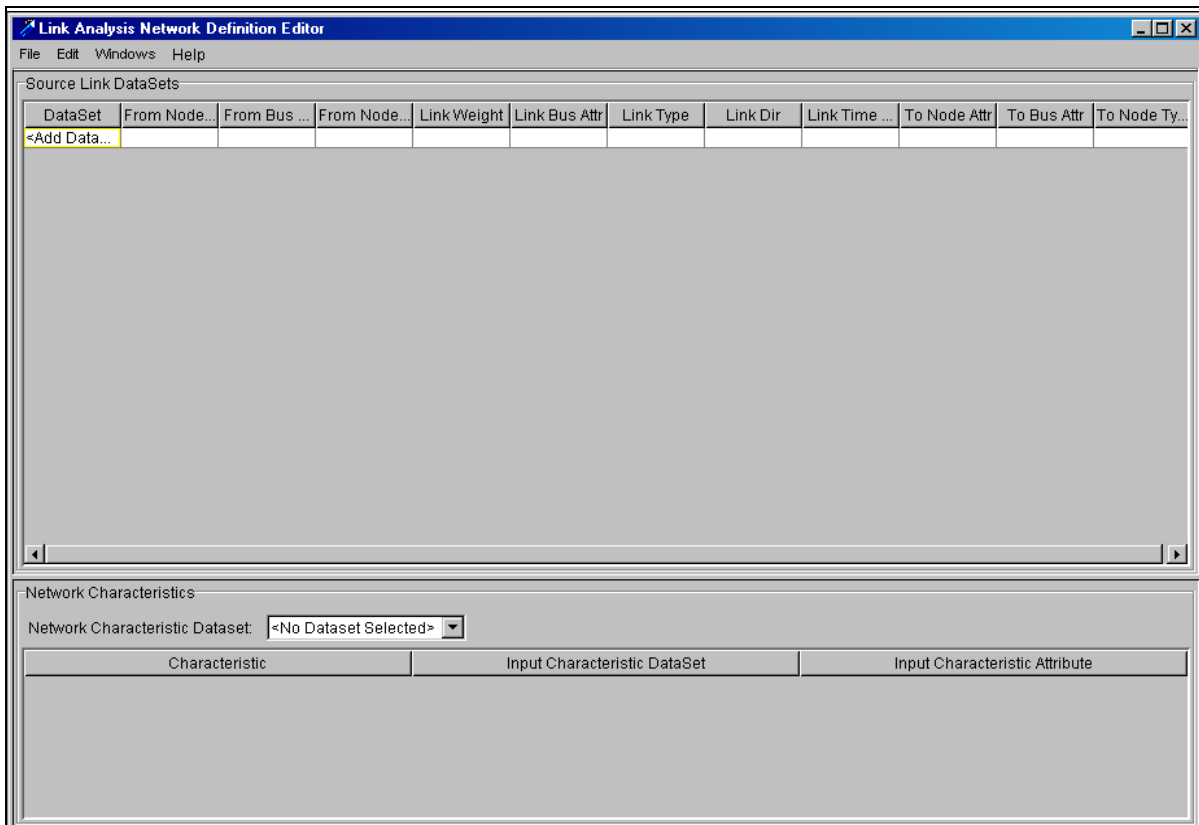 Link Analysis Network Definition Editor
File Edit Windows Help
Source Link DataSets
DataSet From Node... From Bus ... From Node... Link Weight Link Bus Attr Link Type Link Dir Link Time ... To Node Attr To Bus Attr To Node Ty...
<Add Data...
Network Characteristics
Network Characteristic Dataset: <No Dataset Selected>
Characteristic Input Characteristic DataSet Input Characteristic Attribute